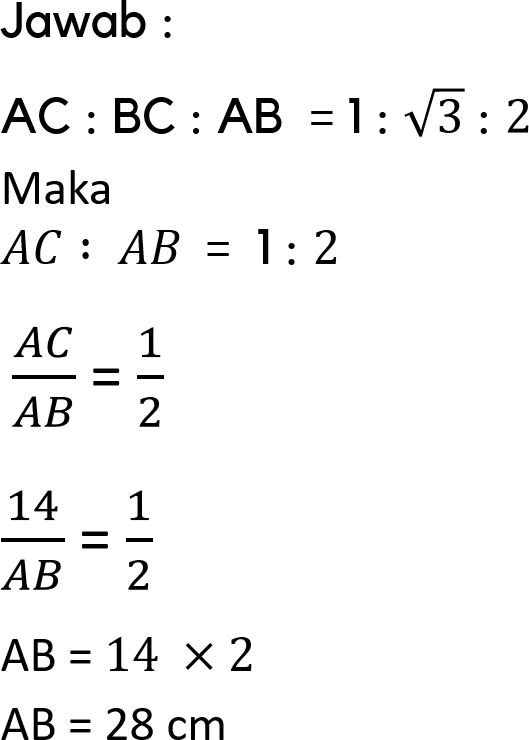 Jawab :
AC : BC : AB = 1 : √3 : 2
Maka
AC : AB = 1 : 2
AC/AB = 1/2
14/AB = 1/2
AB = 14 × 2
AB = 28 cm